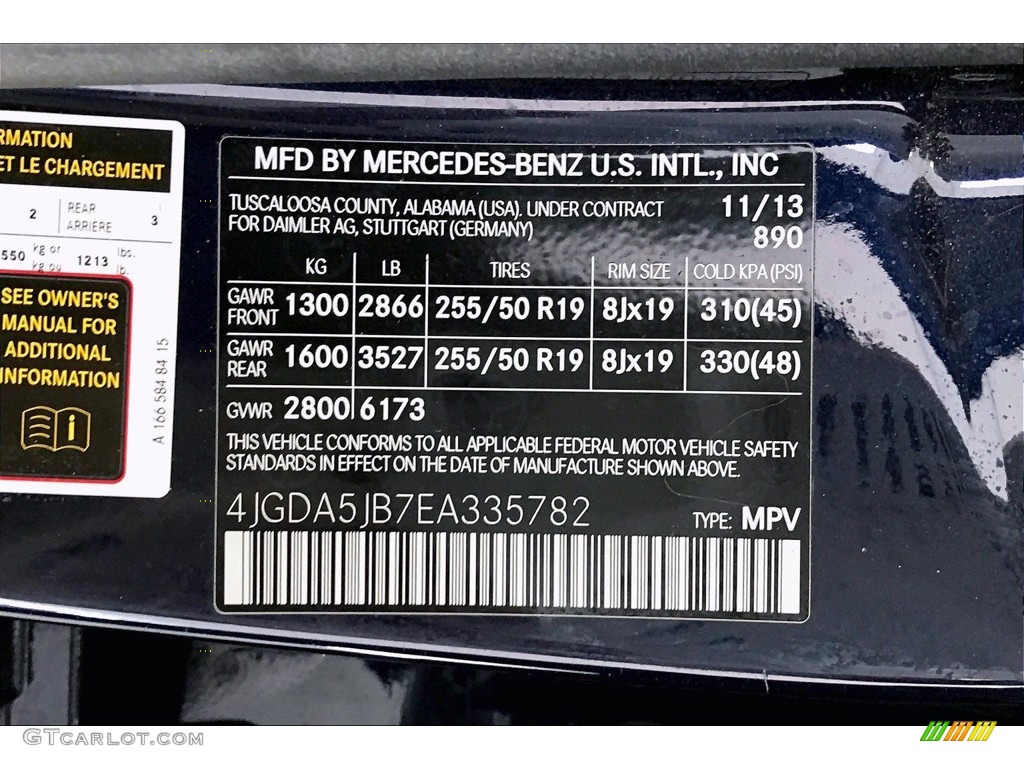 RMATION
ET LE CHARGEMENT
2 REAR ARRIERE 3
550 kg or kg ou 1213 lbs. lb.
SEE OWNER'S
MANUAL FOR
ADDITIONAL
INFORMATION
A 166 584 84 15
MFD BY MERCEDES-BENZ U.S. INTL., INC
TUSCALOOSA COUNTY, ALABAMA (USA). UNDER CONTRACT 11/13
FOR DAIMLER AG, STUTTGART (GERMANY) 890
KG LB TIRES RIM SIZE COLD KPA (PSI)
GAWR FRONT 1300 2866 255/50 R19 8Jx19 310(45)
GAWR REAR 1600 3527 255/50 R19 8Jx19 330(48)
GVWR 2800 6173
THIS VEHICLE CONFORMS TO ALL APPLICABLE FEDERAL MOTOR VEHICLE SAFETY
STANDARDS IN EFFECT ON THE DATE OF MANUFACTURE SHOWN ABOVE.
4JGDA5JB7EA335782 TYPE: MPV
GTCARLOT.COM